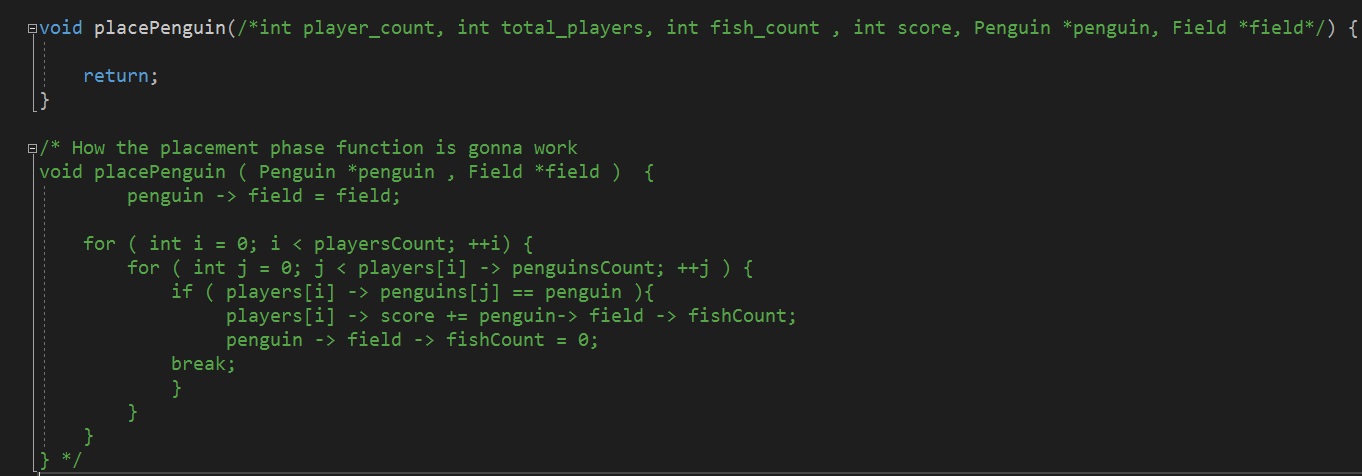 void placePenguin(/*int player_count, int total_players, int fish_count , int score, Penguin *penguin, Field *field*/) {
return;
}
/* How the placement phase function is gonna work
void placePenguin ( Penguin *penguin , Field *field )  {
penguin -> field = field;
for ( int i = 0; i < playersCount; ++i) {
for ( int j = 0; j < players[i] -> penguinsCount; ++j ) {
if ( players[i] -> penguins[j] == penguin ){
players[i] -> score += penguin-> field -> fishCount;
penguin -> field -> fishCount = 0;
break;
}
}
}
} */